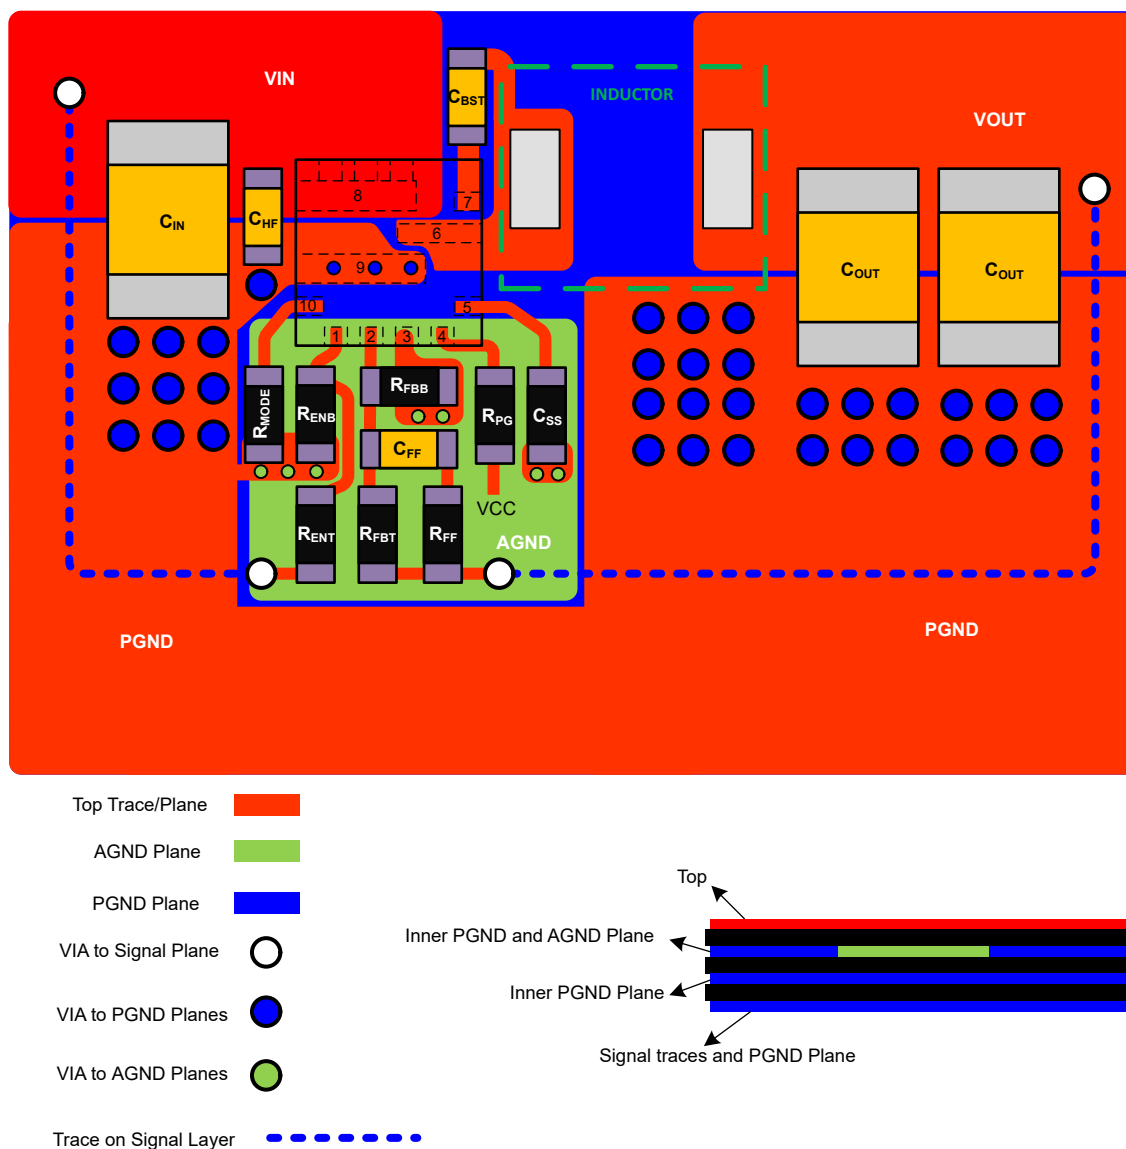 VIN
INDUCTOR
VOUT
CBST
CIN
CHF
8
7
6
9
10
5
1
2
3
4
COUT
COUT
RMODE
RENB
RFBB
RPG
CSS
CFF
VCC
RENT
RFBT
RFF
AGND
PGND
PGND
Top Trace/Plane
AGND Plane
PGND Plane
VIA to Signal Plane
VIA to PGND Planes
VIA to AGND Planes
Trace on Signal Layer
Top
Inner PGND and AGND Plane
Inner PGND Plane
Signal traces and PGND Plane